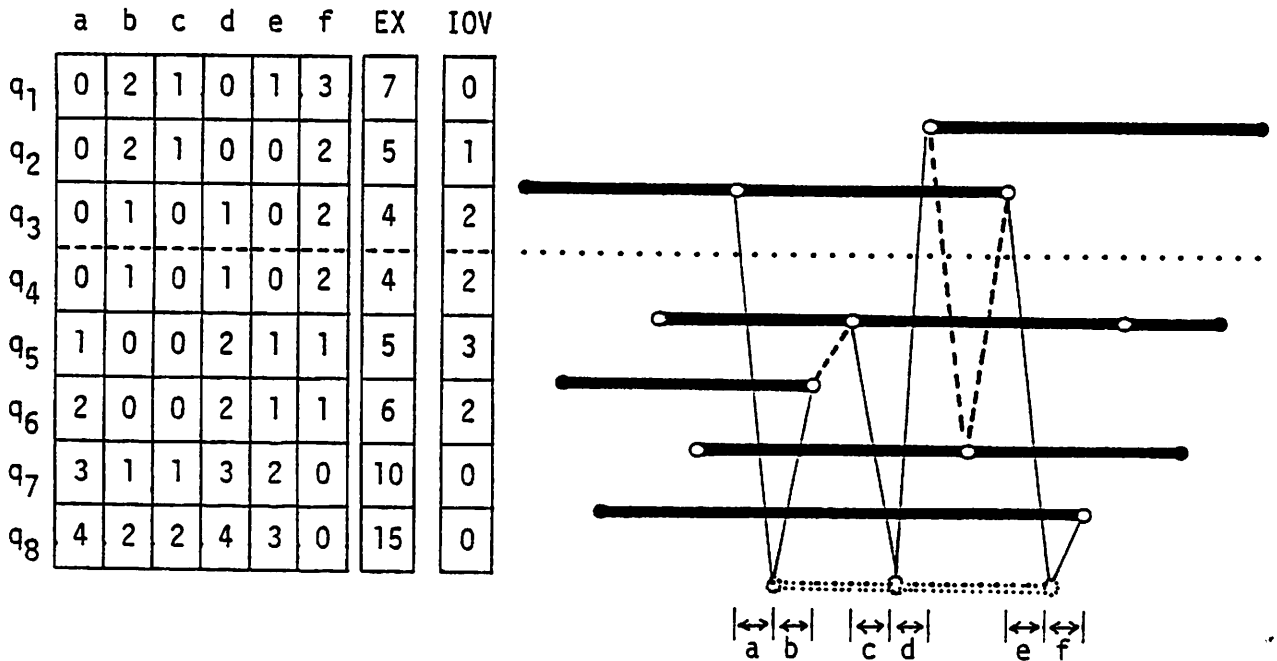 a b c d e f EX IOV
q1 0 2 1 0 1 3 7 0
q2 0 2 1 0 0 2 5 1
q3 0 1 0 1 0 2 4 2
q4 0 1 0 1 0 2 4 2
q5 1 0 0 2 1 1 5 3
q6 2 0 0 2 1 1 6 2
q7 3 1 1 3 2 0 10 0
q8 4 2 2 4 3 0 15 0
a b c d e f